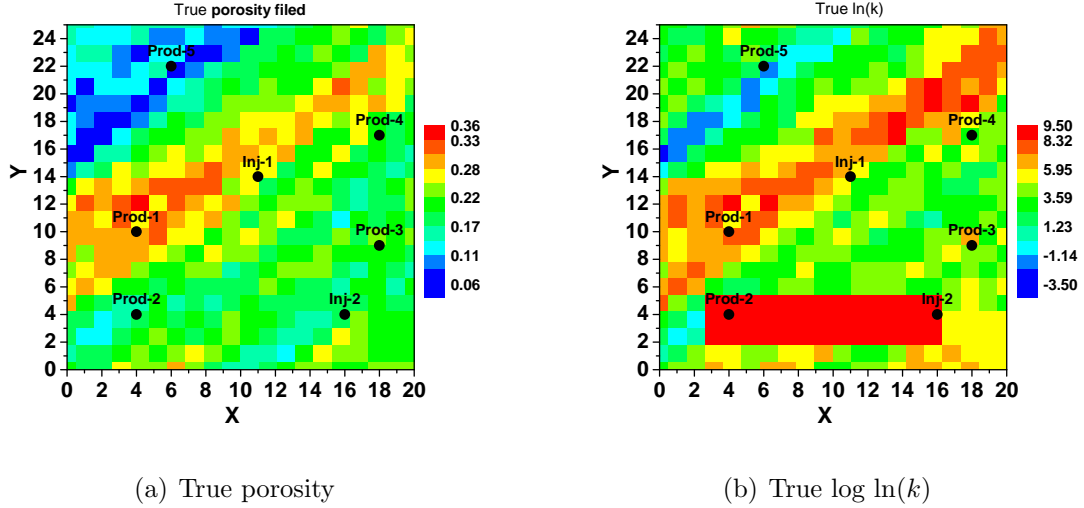 True porosity filed
True ln(k)
24
22
20
18
16
14
12
10
8
6
4
2
0
Y
0 2 4 6 8 10 12 14 16 18 20
X
Prod-5
Prod-4
Inj-1
Prod-1
Prod-3
Prod-2
Inj-2
0.36
0.33
0.28
0.22
0.17
0.11
0.06
24
22
20
18
16
14
12
10
8
6
4
2
0
Y
0 2 4 6 8 10 12 14 16 18 20
X
Prod-5
Prod-4
Inj-1
Prod-1
Prod-3
Prod-2
Inj-2
9.50
8.32
5.95
3.59
1.23
-1.14
-3.50
(a) True porosity
(b) True log ln(k)